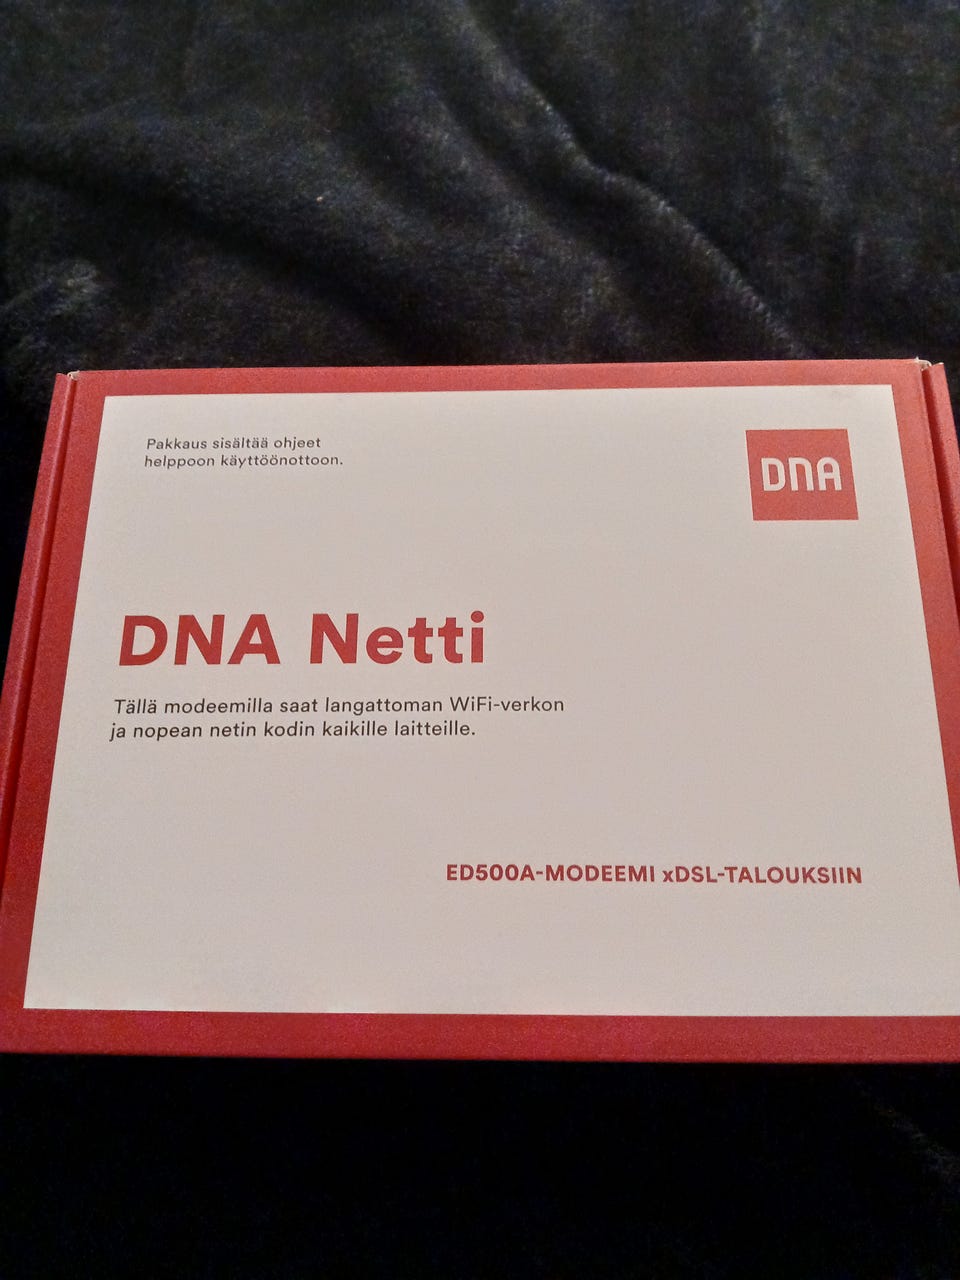 Pakkaus sisältää ohjeet
helppoon käyttöönottoon.
DNA
DNA Netti
Tällä modeemilla saat langattoman WiFi-verkon
ja nopean netin kodin kaikille laitteille.
ED500A-MODEEMI xDSL-TALOUKSIIN